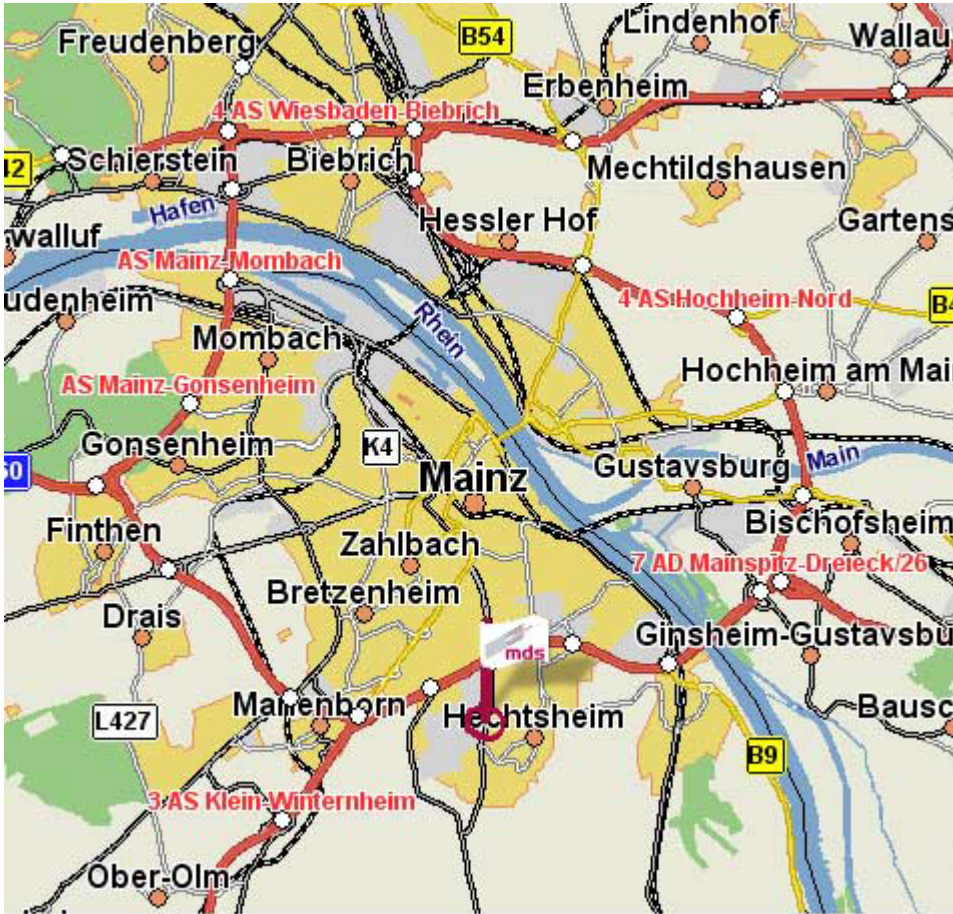 Lindenhof
B54
Freudenberg
Wallau
Erbenheim
4 AS Wiesbaden-Biebrich
42
Schierstein
Biebrich
Mechtildshausen
Hafen
Hessler Hof
Gartens
rwalluf
AS Mainz-Mombach
udenheim
4 AS Hochheim-Nord
B4
Rhein
Mombach
Hochheim am Main
AS Mainz-Gonsenheim
Gonsenheim
K4
Main
60
Mainz
Gustavsburg
Finthen
Bischofsheim
Zahlbach
7 AD Mainspitz-Dreieck/26
Bretzenheim
Drais
Ginsheim-Gustavsbu
mds
Marienborn
Hechtsheim
Bausc
L427
B9
3 AS Klein-Winternheim
Ober-Olm